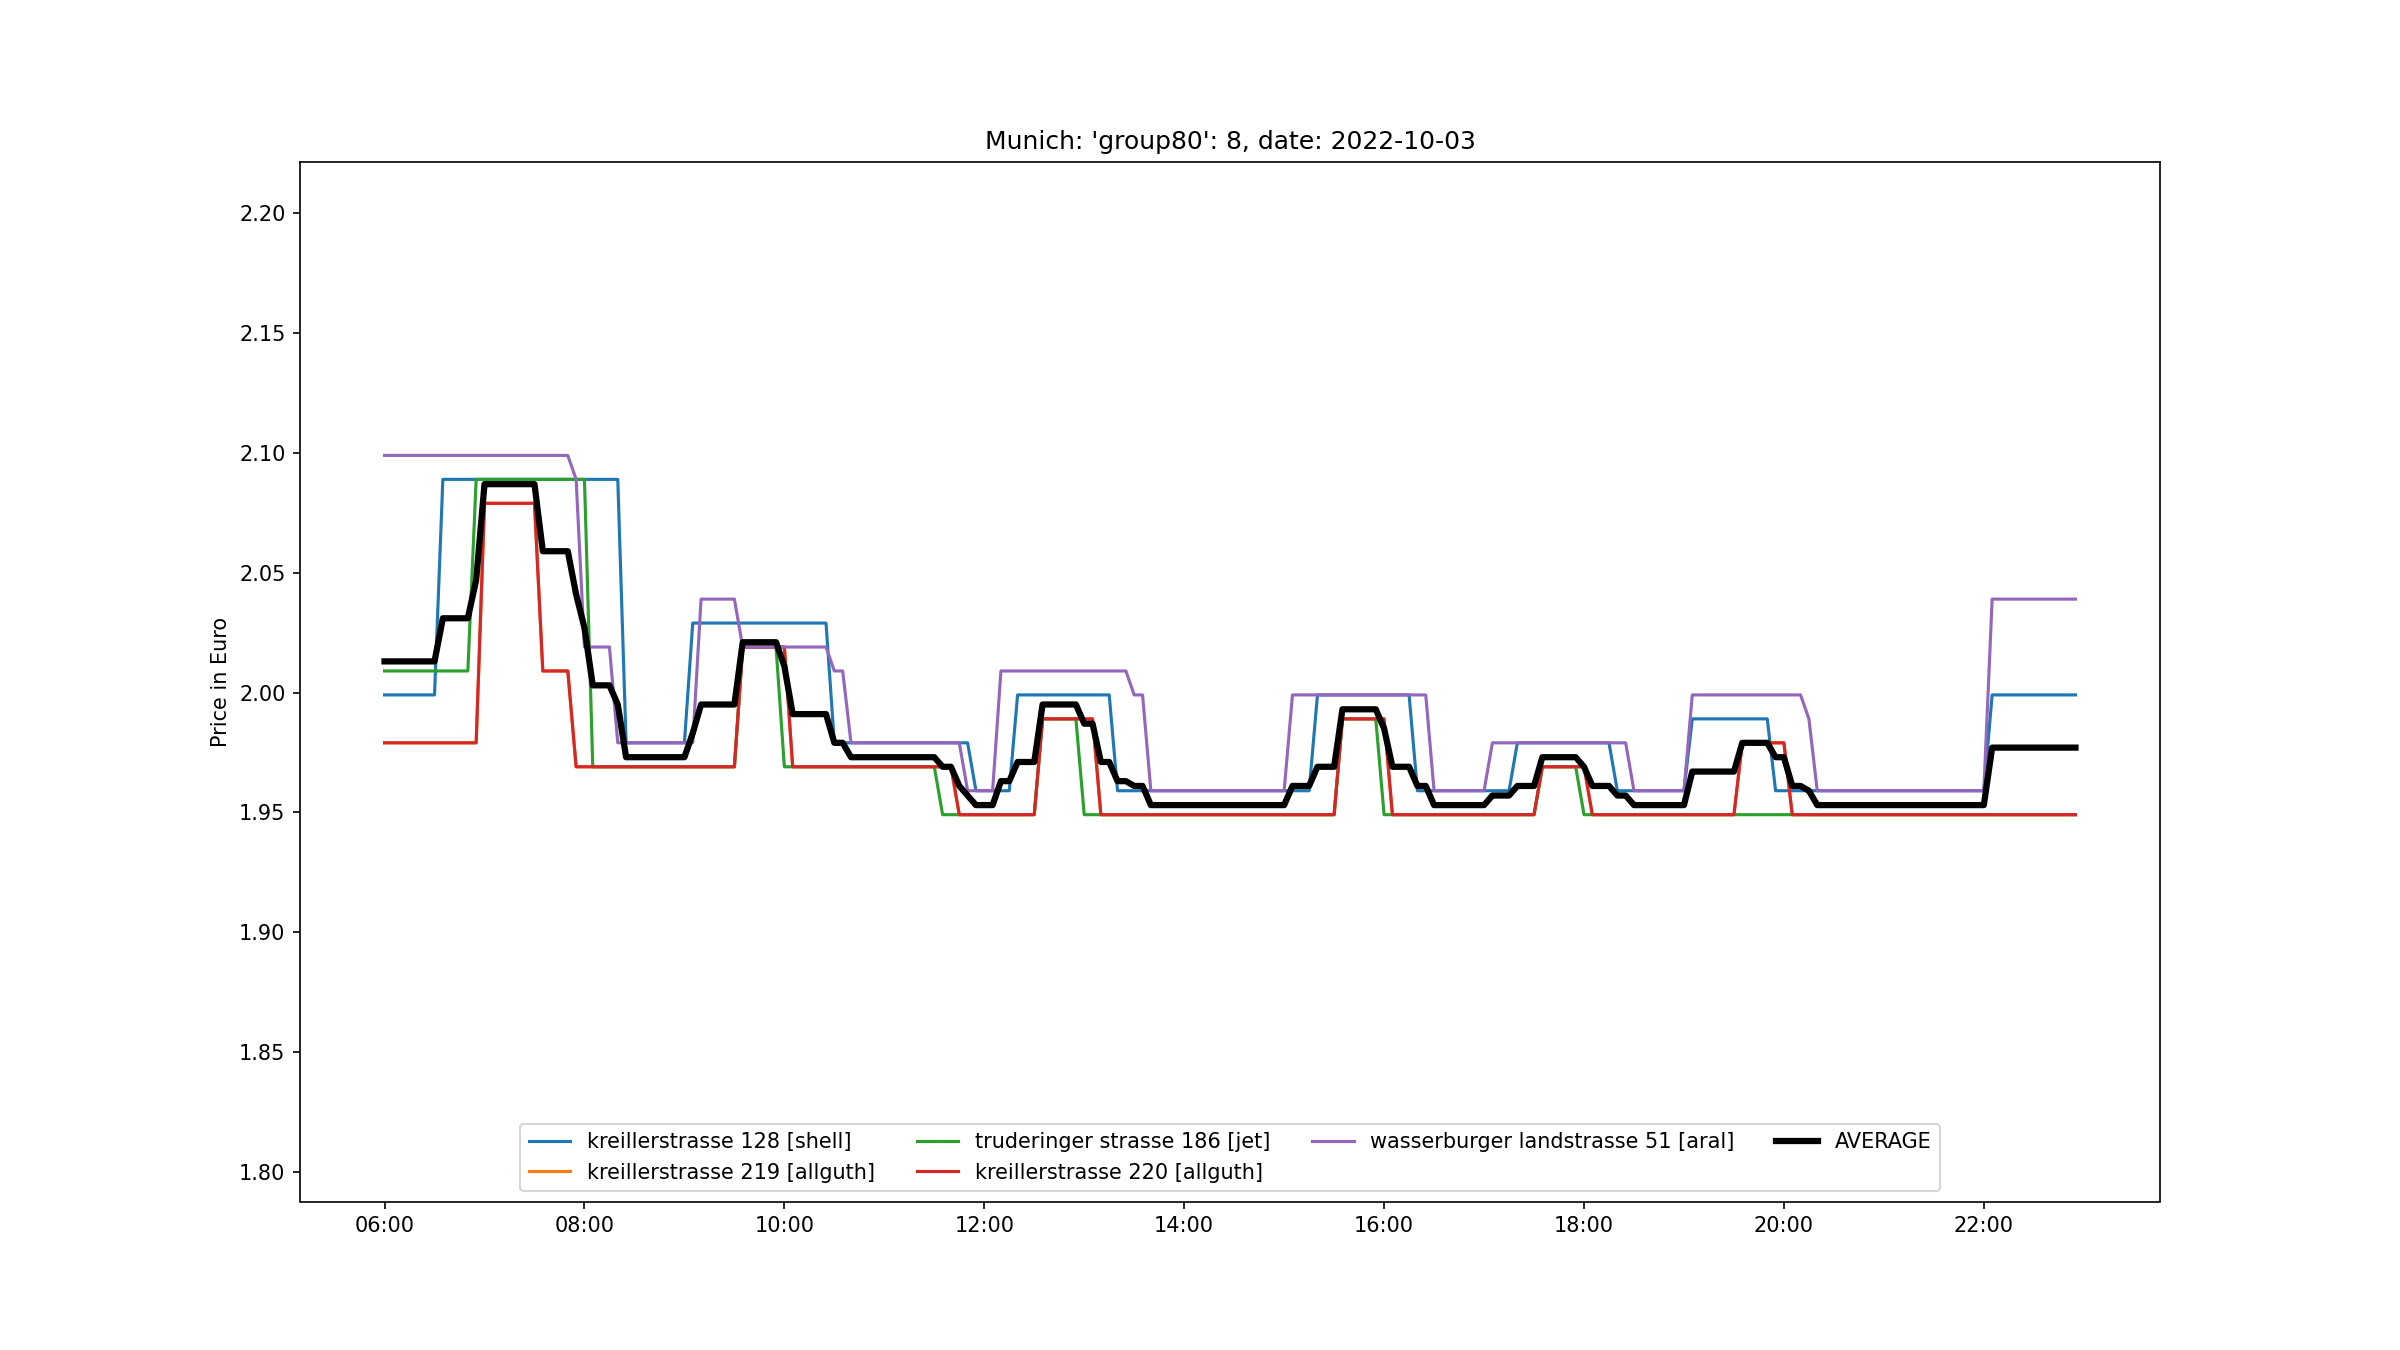 Munich: 'group80': 8, date: 2022-10-03
Price in Euro
2.20
2.15
2.10
2.05
2.00
1.95
1.90
1.85
1.80
kreillerstrasse 128 [shell]
kreillerstrasse 219 [allguth]
truderinger strasse 186 [jet]
kreillerstrasse 220 [allguth]
wasserburger landstrasse 51 [aral]
AVERAGE
06:00 08:00 10:00 12:00 14:00 16:00 18:00 20:00 22:00